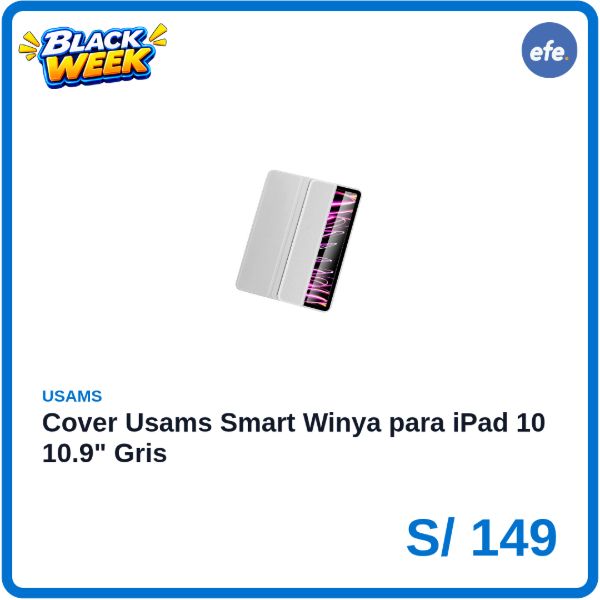 BLACK
WEEK
efe.
USAMS
Cover Usams Smart Winya para iPad 10
10.9" Gris
S/ 149